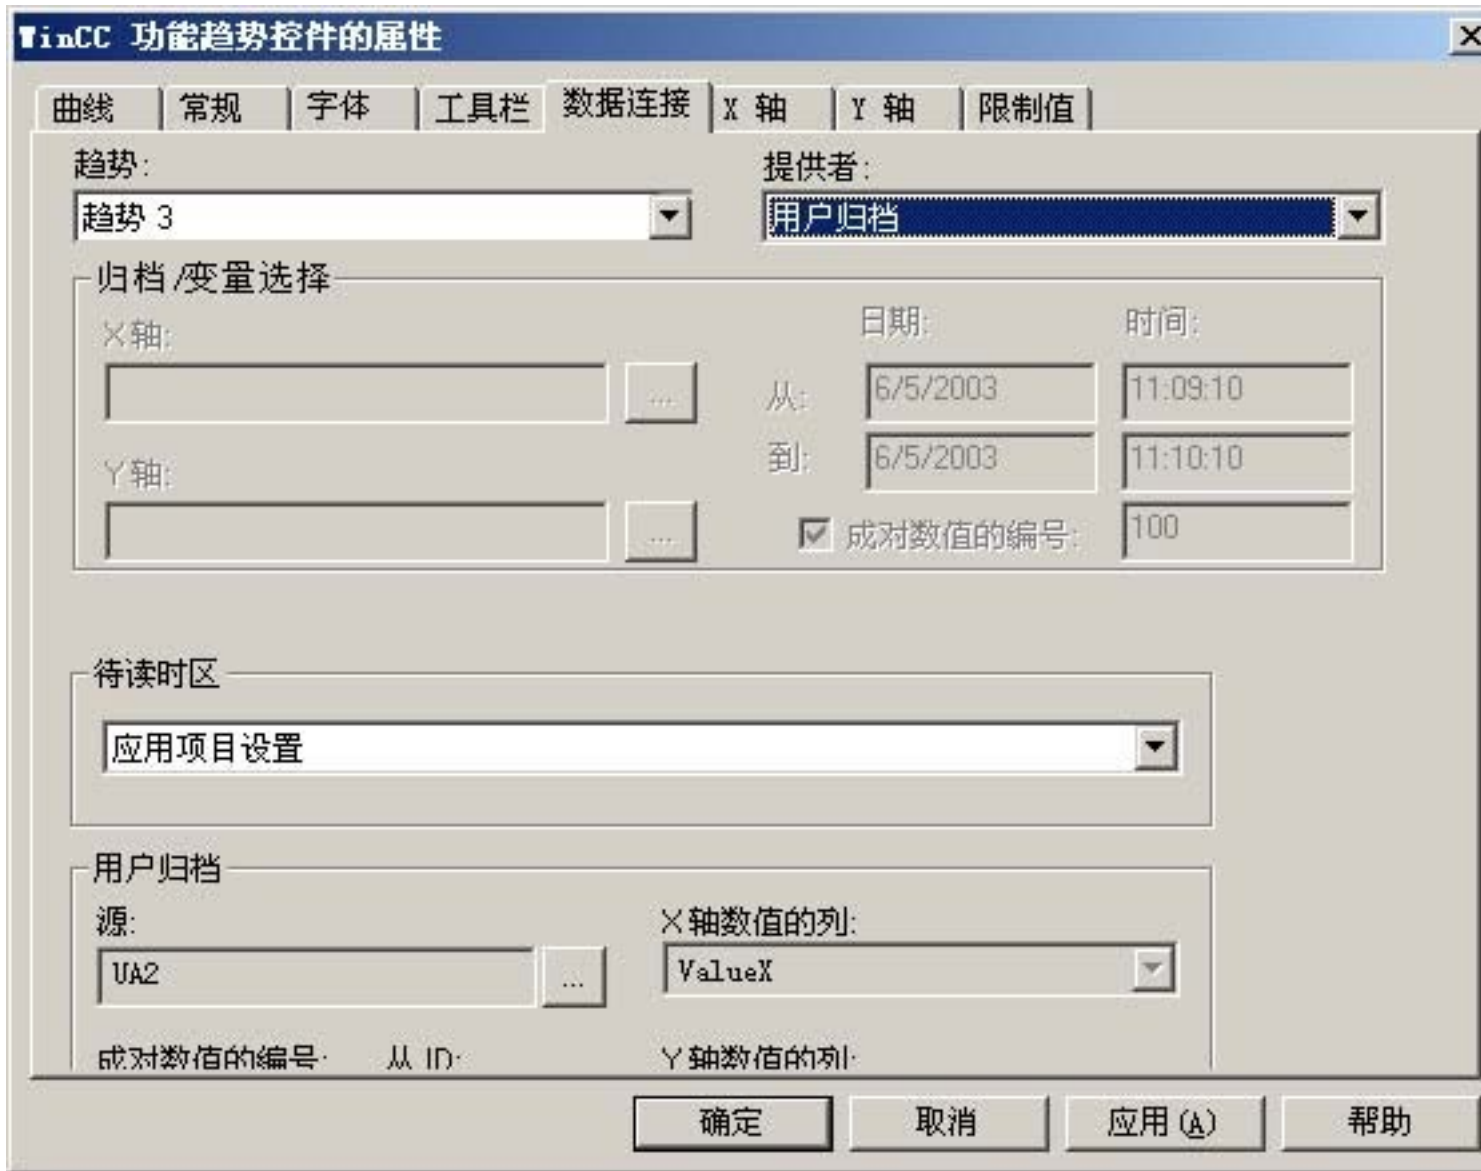 WinCC 功能趋势控件的属性
曲线 常规 字体 工具栏 数据连接 X 轴 Y 轴 限制值
趋势: 提供者:
趋势 3 用户归档
归档/变量选择
X轴: 日期: 时间:
... 从: 6/5/2003 11:09:10
Y轴: 到: 6/5/2003 11:10:10
... 成对数值的编号: 100
待读时区
应用项目设置
用户归档
源: X轴数值的列:
UA2 ... ValueX
成对数值的编号: 从 ID: Y轴数值的列:
确定 取消 应用(A) 帮助